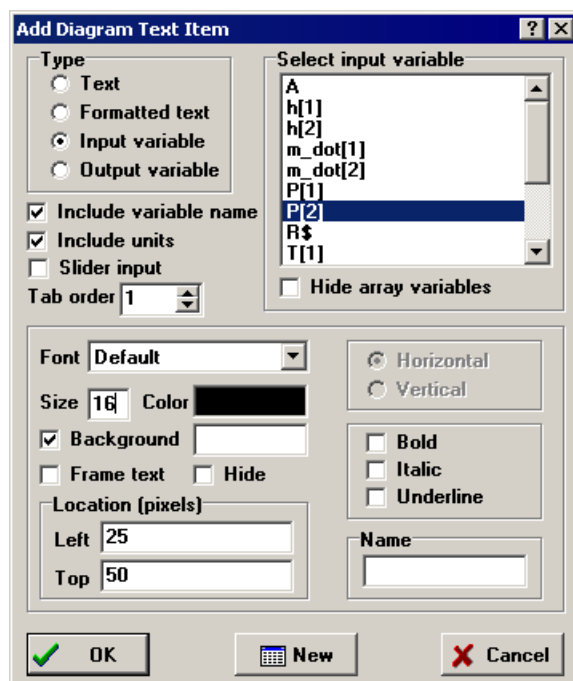 Add Diagram Text Item
Type
Text
Formatted text
Input variable
Output variable
Include variable name
Include units
Slider input
Tab order 1
Select input variable
A
h[1]
h[2]
m_dot[1]
m_dot[2]
P[1]
P[2]
R$
T[1]
Hide array variables
Font Default
Size 16 Color
Background
Frame text Hide
Location (pixels)
Left 25
Top 50
Horizontal
Vertical
Bold
Italic
Underline
Name
OK New Cancel